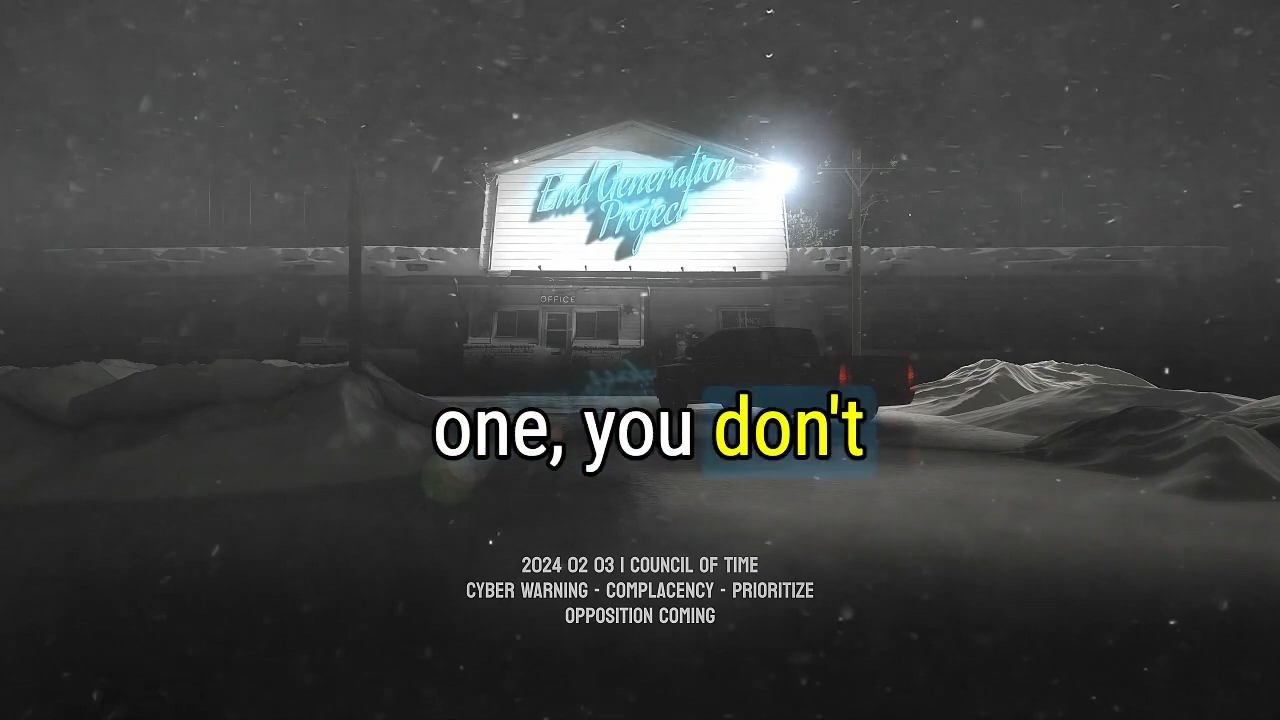 End Generation
Project
OFFICE
one, you don't
2024 02 03 | COUNCIL OF TIME
CYBER WARNING - COMPLACENCY - PRIORITIZE
OPPOSITION COMING